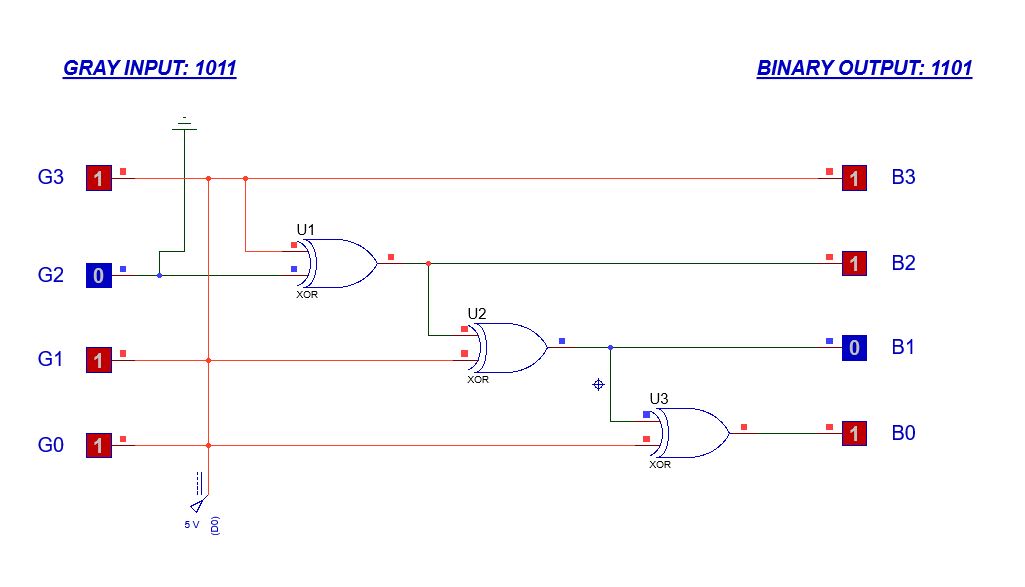 GRAY INPUT: 1011
BINARY OUTPUT: 1101
G3 1
1 B3
U1
XOR
G2 0
1 B2
U2
XOR
G1 1
0 B1
U3
XOR
G0 1
1 B0
5 V
(D0)